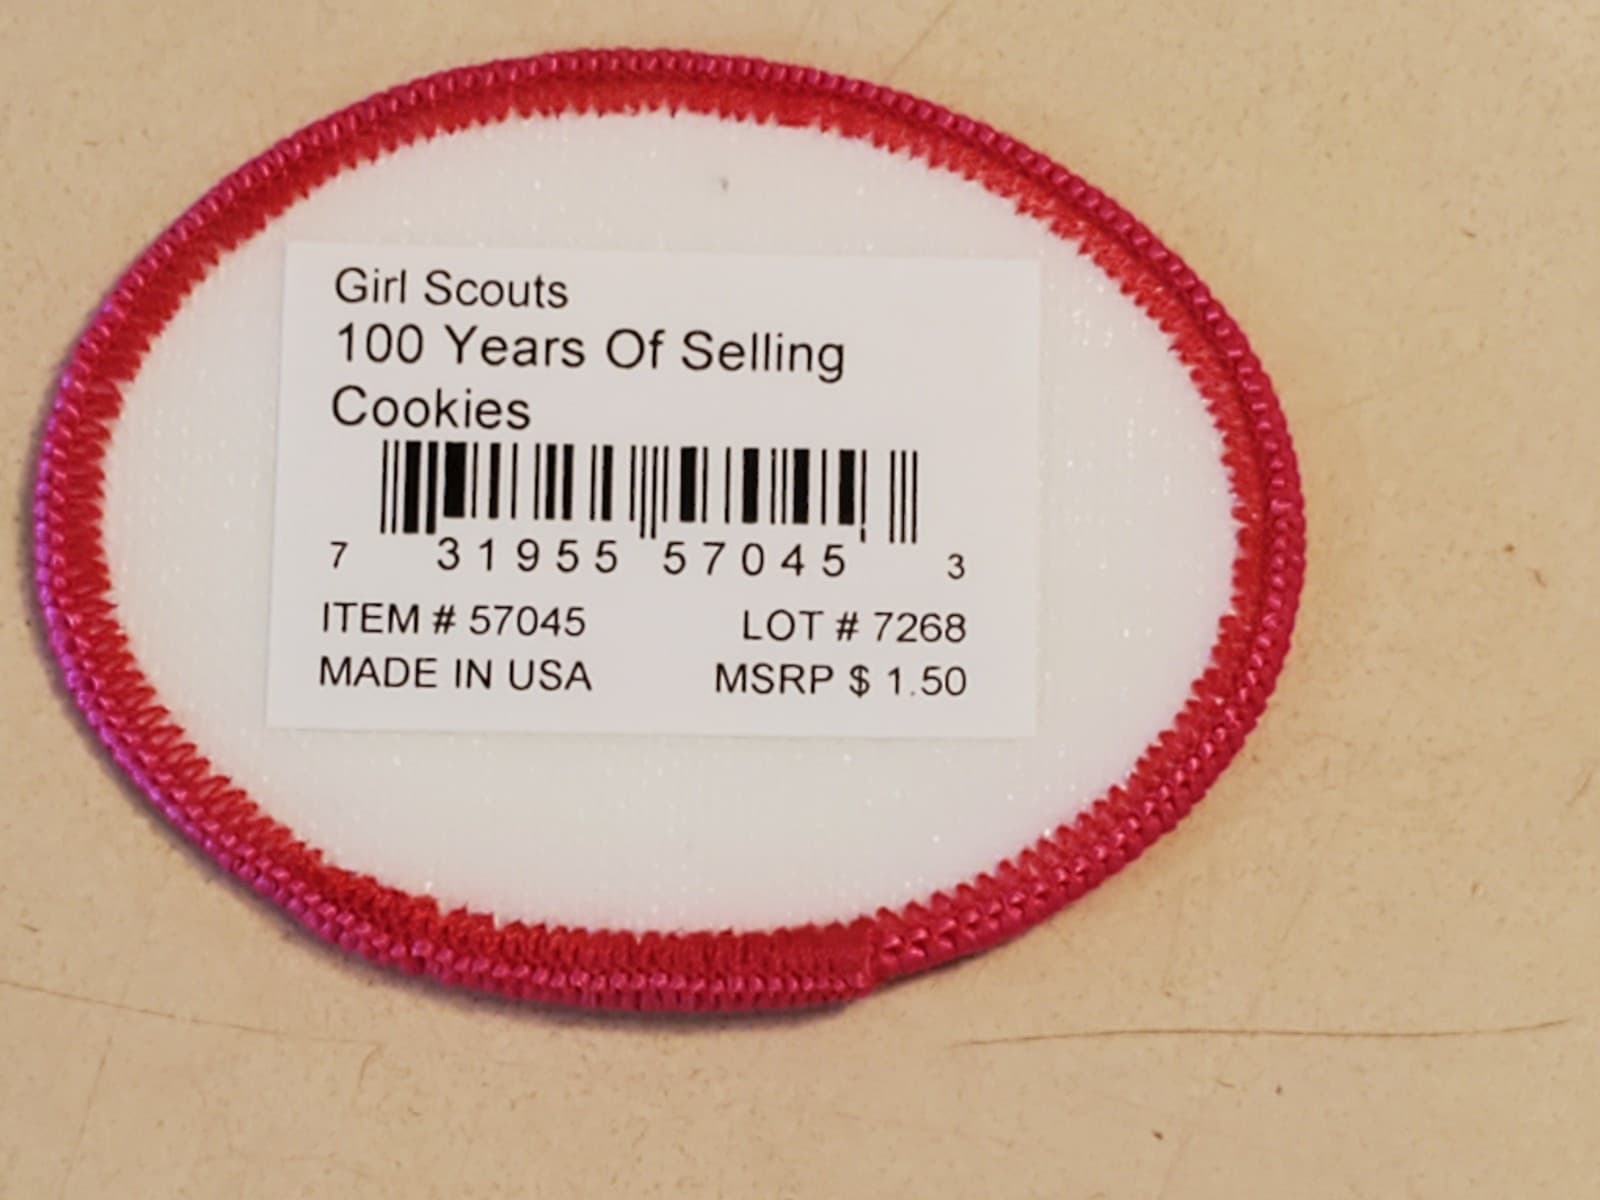 Girl Scouts
100 Years Of Selling
Cookies
7 31955 57045 3
ITEM # 57045 LOT # 7268
MADE IN USA MSRP $ 1.50